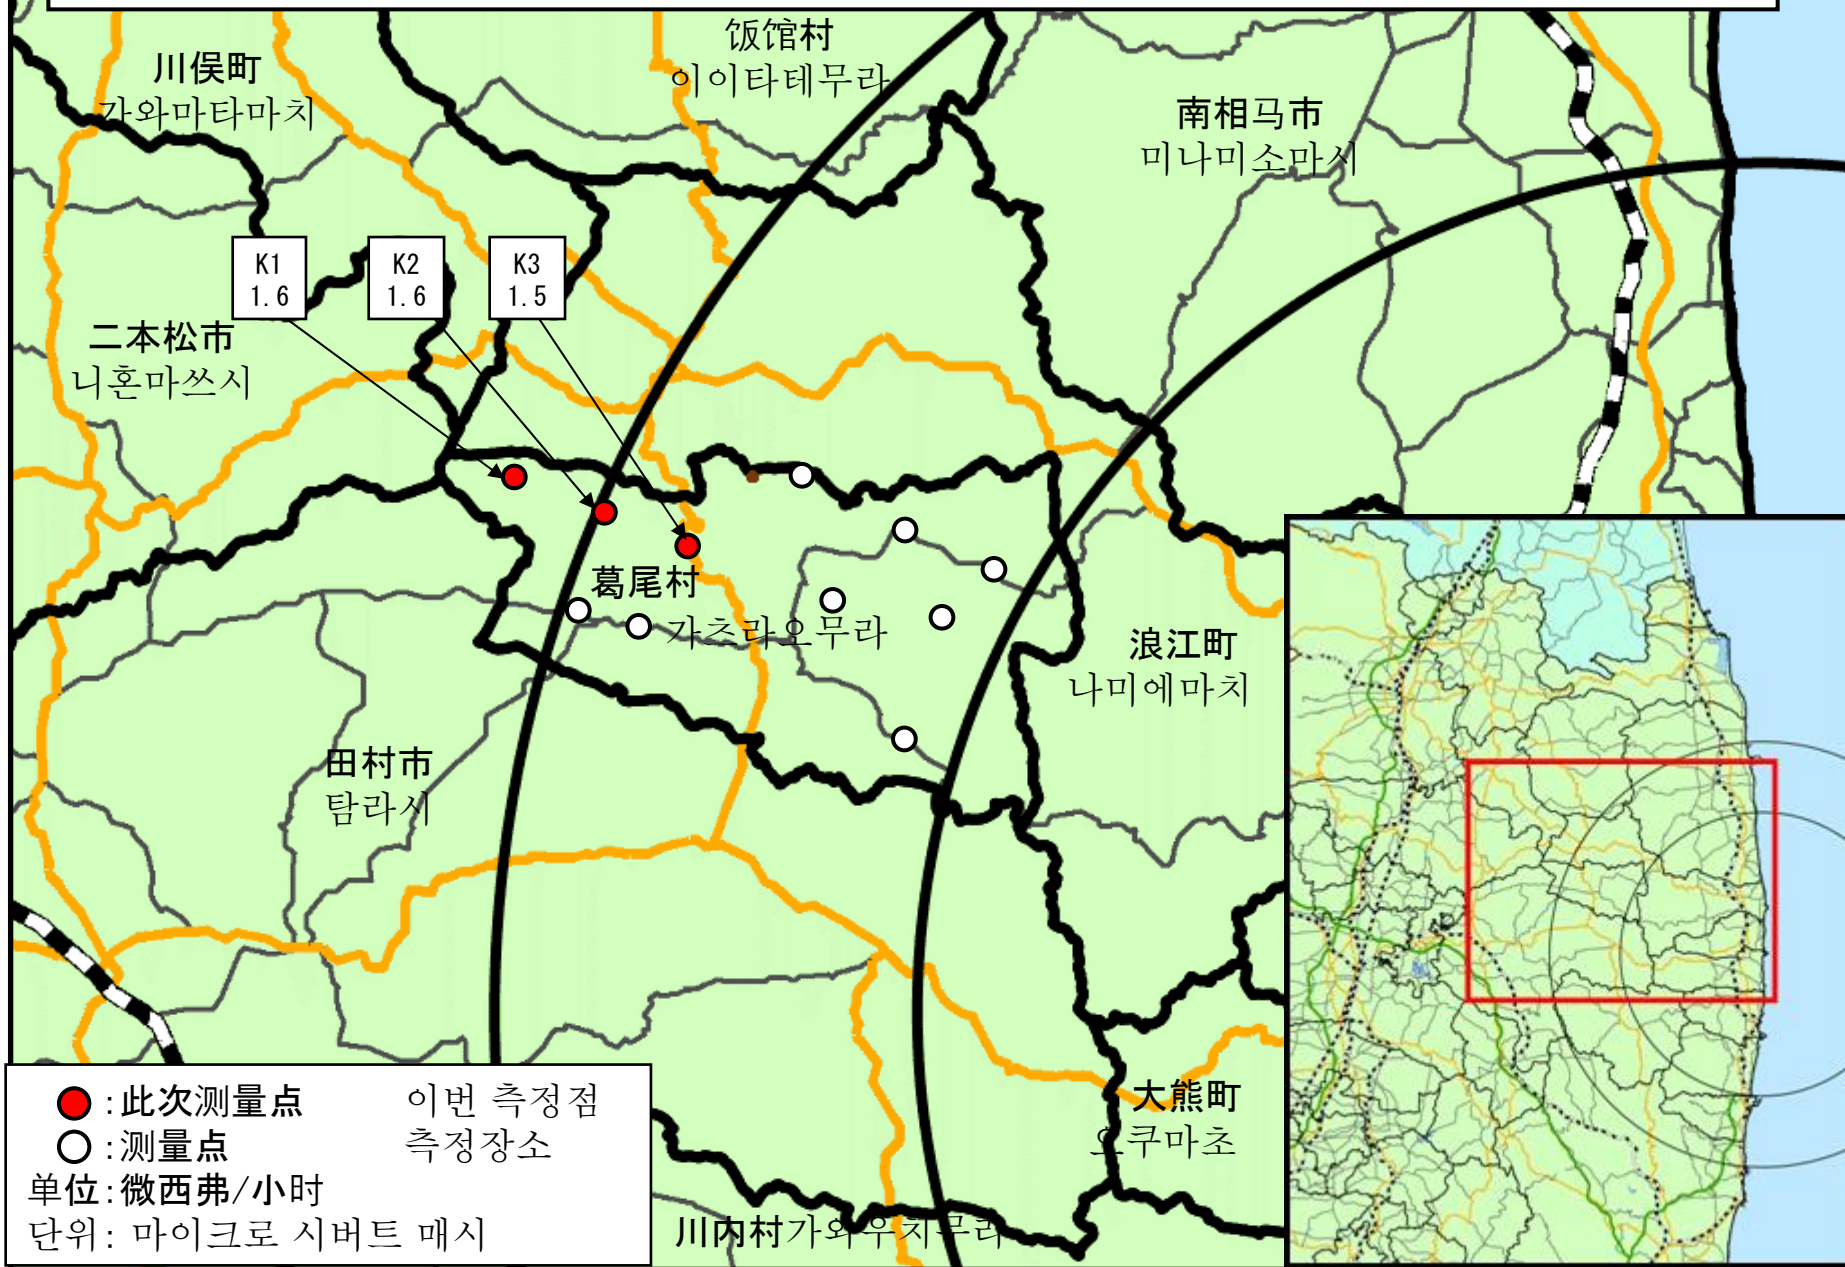 饭馆村
이이타테무라
川俣町
가와마타마치
南相马市
미나미소마시
K1
1.6
K2
1.6
K3
1.5
二本松市
니혼마쓰시
葛尾村
가츠라오무라
浪江町
나미에마치
田村市
탐라시
大熊町
오쿠마초
川内村가와우치무라
:此次测量点 이번 측정점
:测量点 측정장소
单位:微西弗/小时
단위: 마이크로 시버트 매시